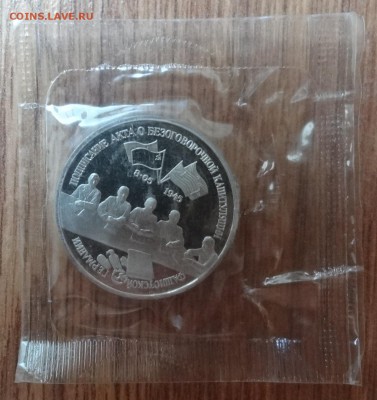 COINS.LAVE.RU
ПОДПИСАНИЕ АКТА О БЕЗОГОВОРОЧНОЙ КАПИТУЛЯЦИИ
8·05 1945
ФАШИСТСКОЙ ГЕРМАНИИ